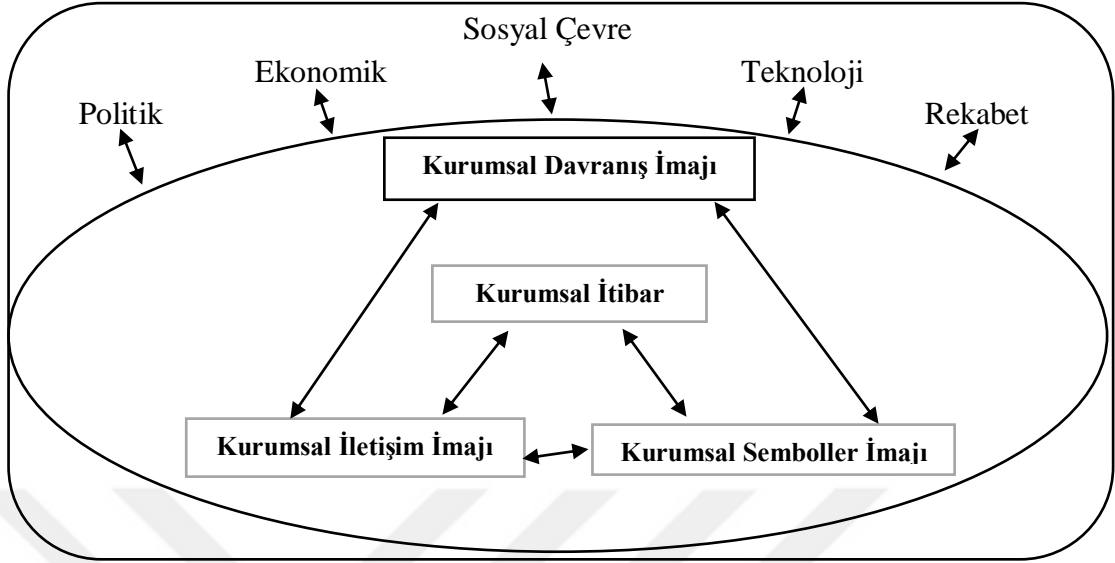 Sosyal Çevre
Ekonomik
Teknoloji
Politik
Rekabet
Kurumsal Davranış İmajı
Kurumsal İtibar
Kurumsal İletişim İmajı
Kurumsal Semboller İmajı